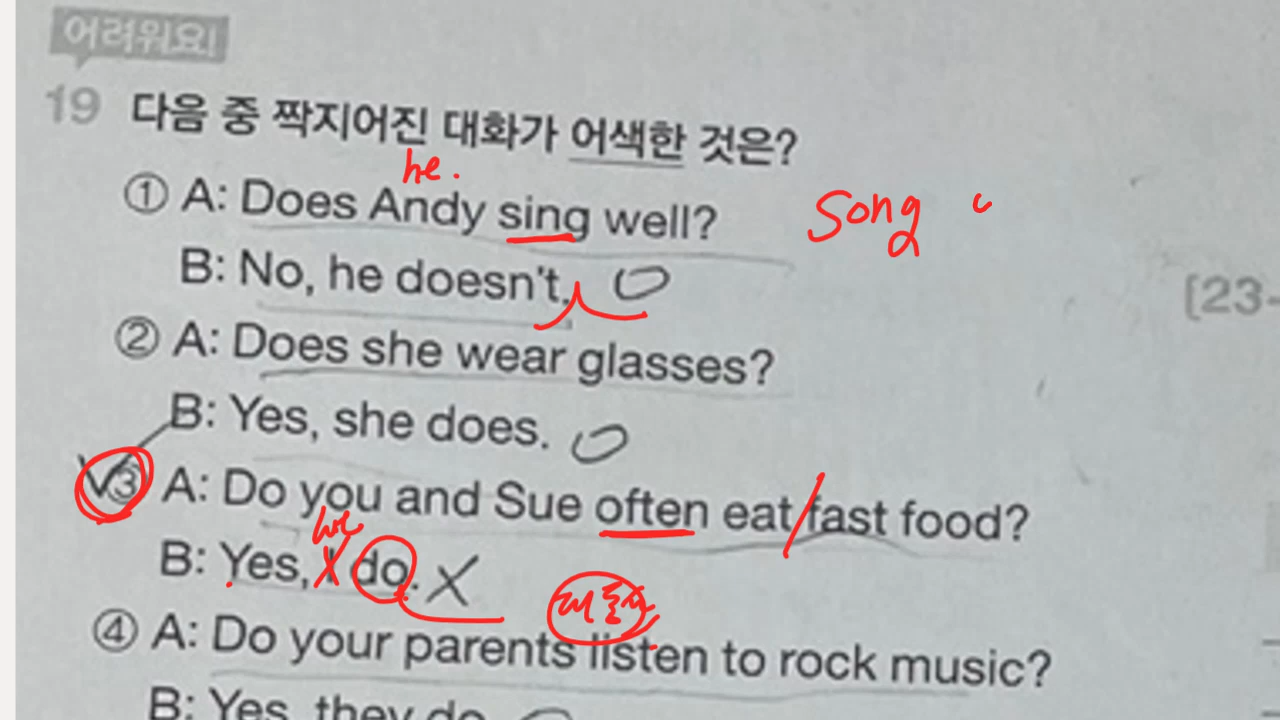 어려워요!
19 다음 중 짝지어진 대화가 어색한 것은?
he.
① A: Does Andy sing well?
song
B: No, he doesn't.
[23-
② A: Does she wear glasses?
B: Yes, she does.
③ A: Do you and Sue often eat fast food?
we
B: Yes, I do.
④ A: Do your parents listen to rock music?
B: Yes, they do.